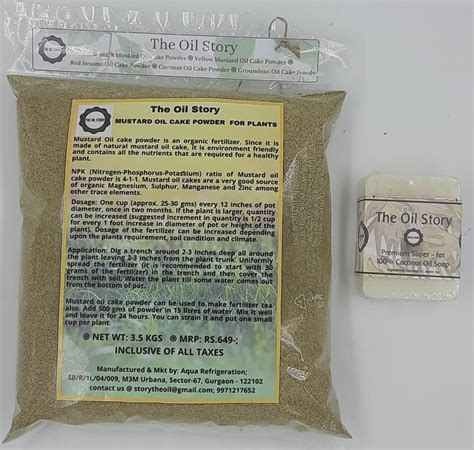 The Oil Story
Black Mustard Oil Cake Powder ֍ Yellow Mustard Oil Cake Powder ֍
Red Sesame Oil Cake Powder ֍ Coconut Oil Cake Powder ֍ Groundnut Oil Cake Powder
THE OIL STORY
The Oil Story
MUSTARD OIL CAKE POWDER FOR PLANTS
Mustard Oil cake powder is an organic fertilizer. Since it is
made of natural mustard oil cake, it is environment friendly
and contains all the nutrients that are required for a healthy
plant.
NPK (Nitrogen-Phosphorus-Potadsium) ratio of Mustard oil
cake powder is 4-1-1. Mustard oil cakes are a very good source
of organic Magnesium, Sulphur, Manganese and Zinc among
other trace elements.
Dosage: One cup (approx. 25-30 gms) every 12 inches of pot
diameter, once in two months. If the plant is larger, quantity
can be increased (suggested increment in quantity is 1/2 cup
for every 1 foot increase in diameter of pot or height of the
plant). Dosage of the fertilizer can be increased depending
upon the plants requirement, soil condition and climate.
Application: Dig a trench around 2-3 inches deep all around
the plant leaving 2-3 inches from the plant trunk. Uniformly
spread the fertilizer (it is recommended to start with 30
grams of the fertilizer) in the trench and then cover the
trench with soil. Water the plant till some water comes out
from the bottom of pot.
Mustard oil cake powder can be used to make fertilizer tea
also. Add 500 gms of powder in 15 litres of water. Mix it well
and leave it for 24 hours. You can strain it and put one small
cup per plant.
֍ NET WT: 3.5 KGS ֍ MRP: RS.649-;
INCLUSIVE OF ALL TAXES
Manufactured & Mkt by: Aqua Refrigeration;
SB/R/1L/04/009, M3M Urbana, Sector-67, Gurgaon - 122102
contact us @ storytheoil@gmail.com; 9971217652
The Oil Story
Premium Super - fat
100% Coconut Oil Soap